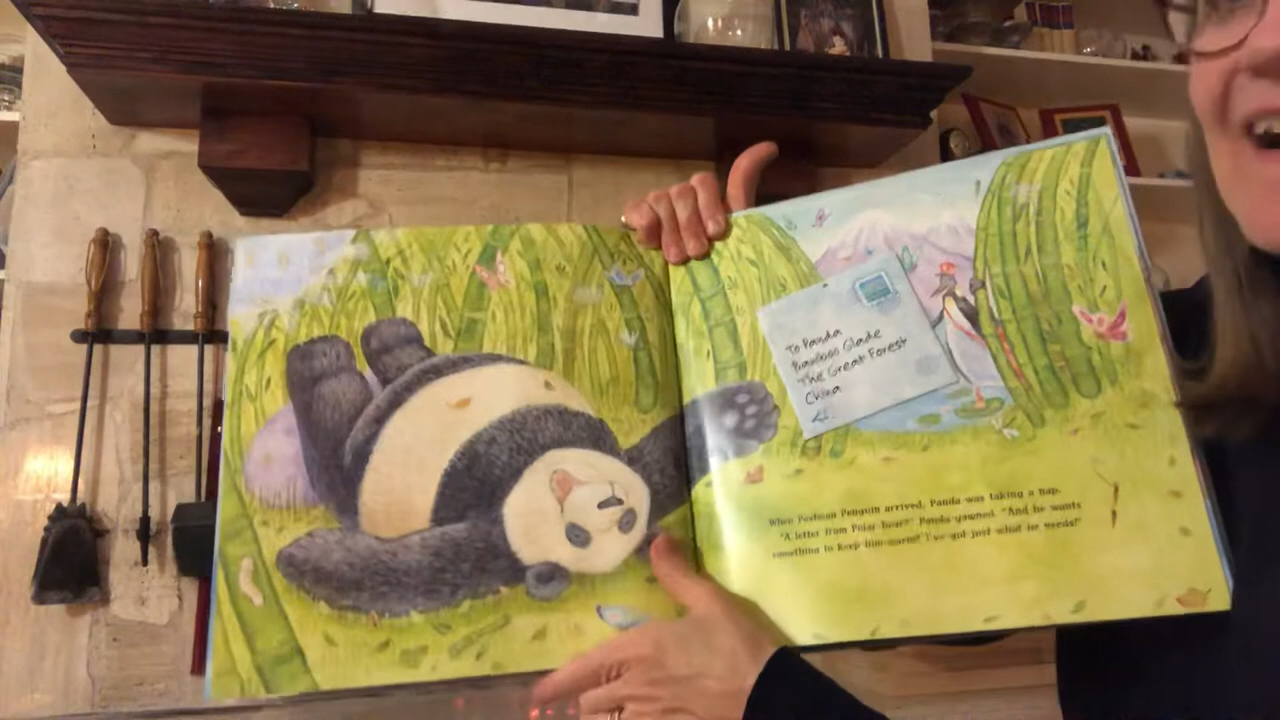 To Panda
Bamboo Glade
The Great Forest
China
When Postman Penguin arrived, Panda was taking a nap.
"A letter from Polar bear?" Panda yawned. "And he wants
something to keep him warm? I've got just what he needs!"